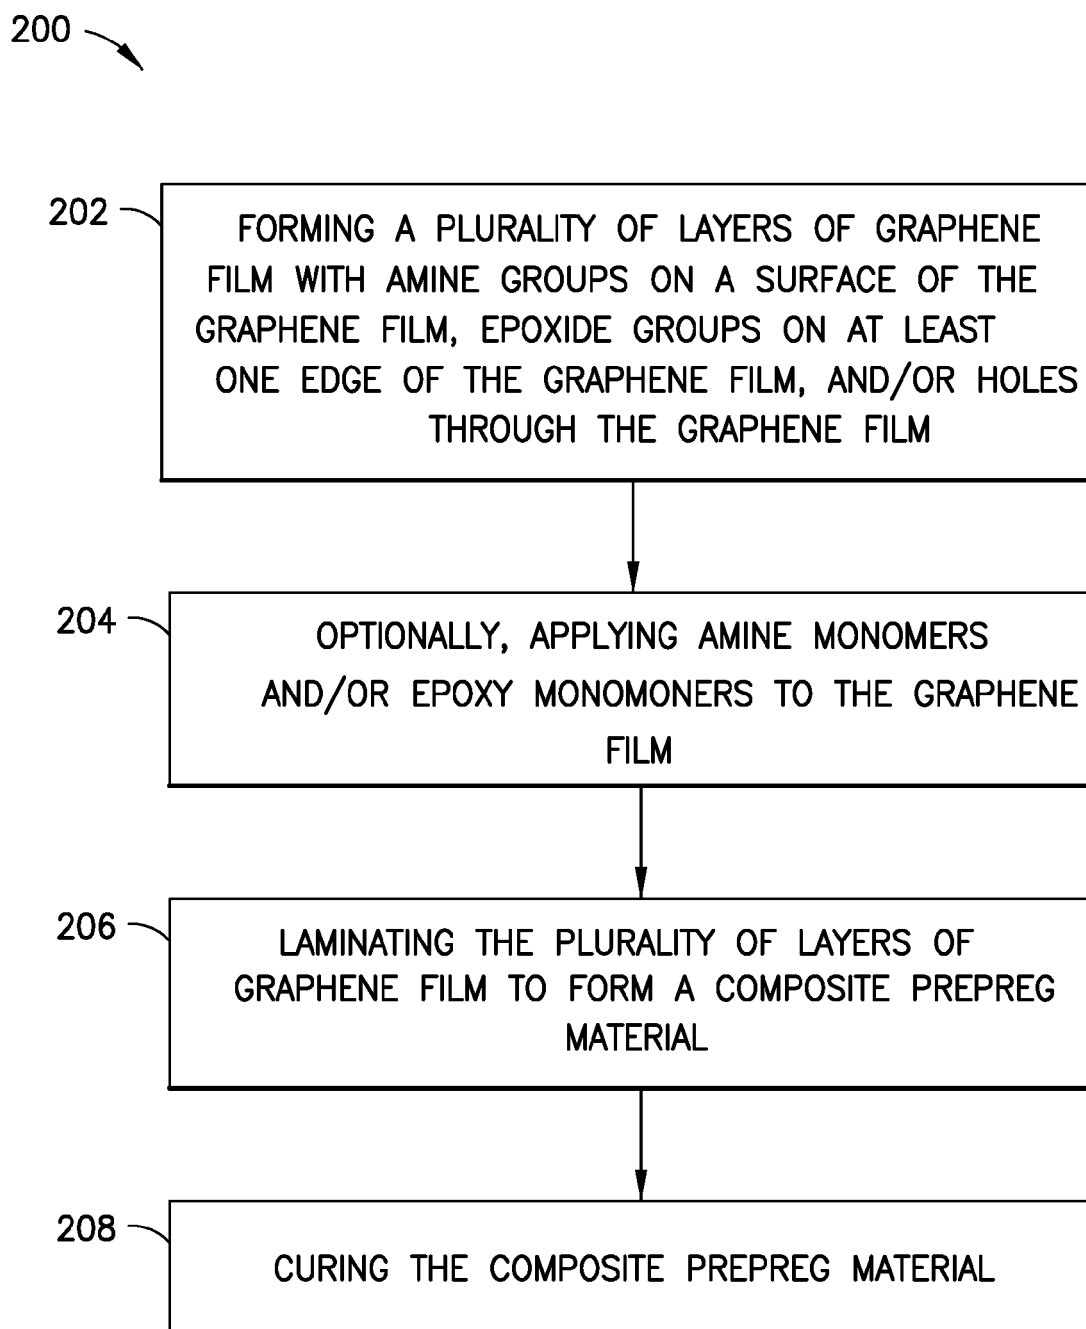 200
202
FORMING A PLURALITY OF LAYERS OF GRAPHENE
FILM WITH AMINE GROUPS ON A SURFACE OF THE
GRAPHENE FILM, EPOXIDE GROUPS ON AT LEAST
ONE EDGE OF THE GRAPHENE FILM, AND/OR HOLES
THROUGH THE GRAPHENE FILM
204
OPTIONALLY, APPLYING AMINE MONOMERS
AND/OR EPOXY MONOMONERS TO THE GRAPHENE
FILM
206
LAMINATING THE PLURALITY OF LAYERS OF
GRAPHENE FILM TO FORM A COMPOSITE PREPREG
MATERIAL
208
CURING THE COMPOSITE PREPREG MATERIAL